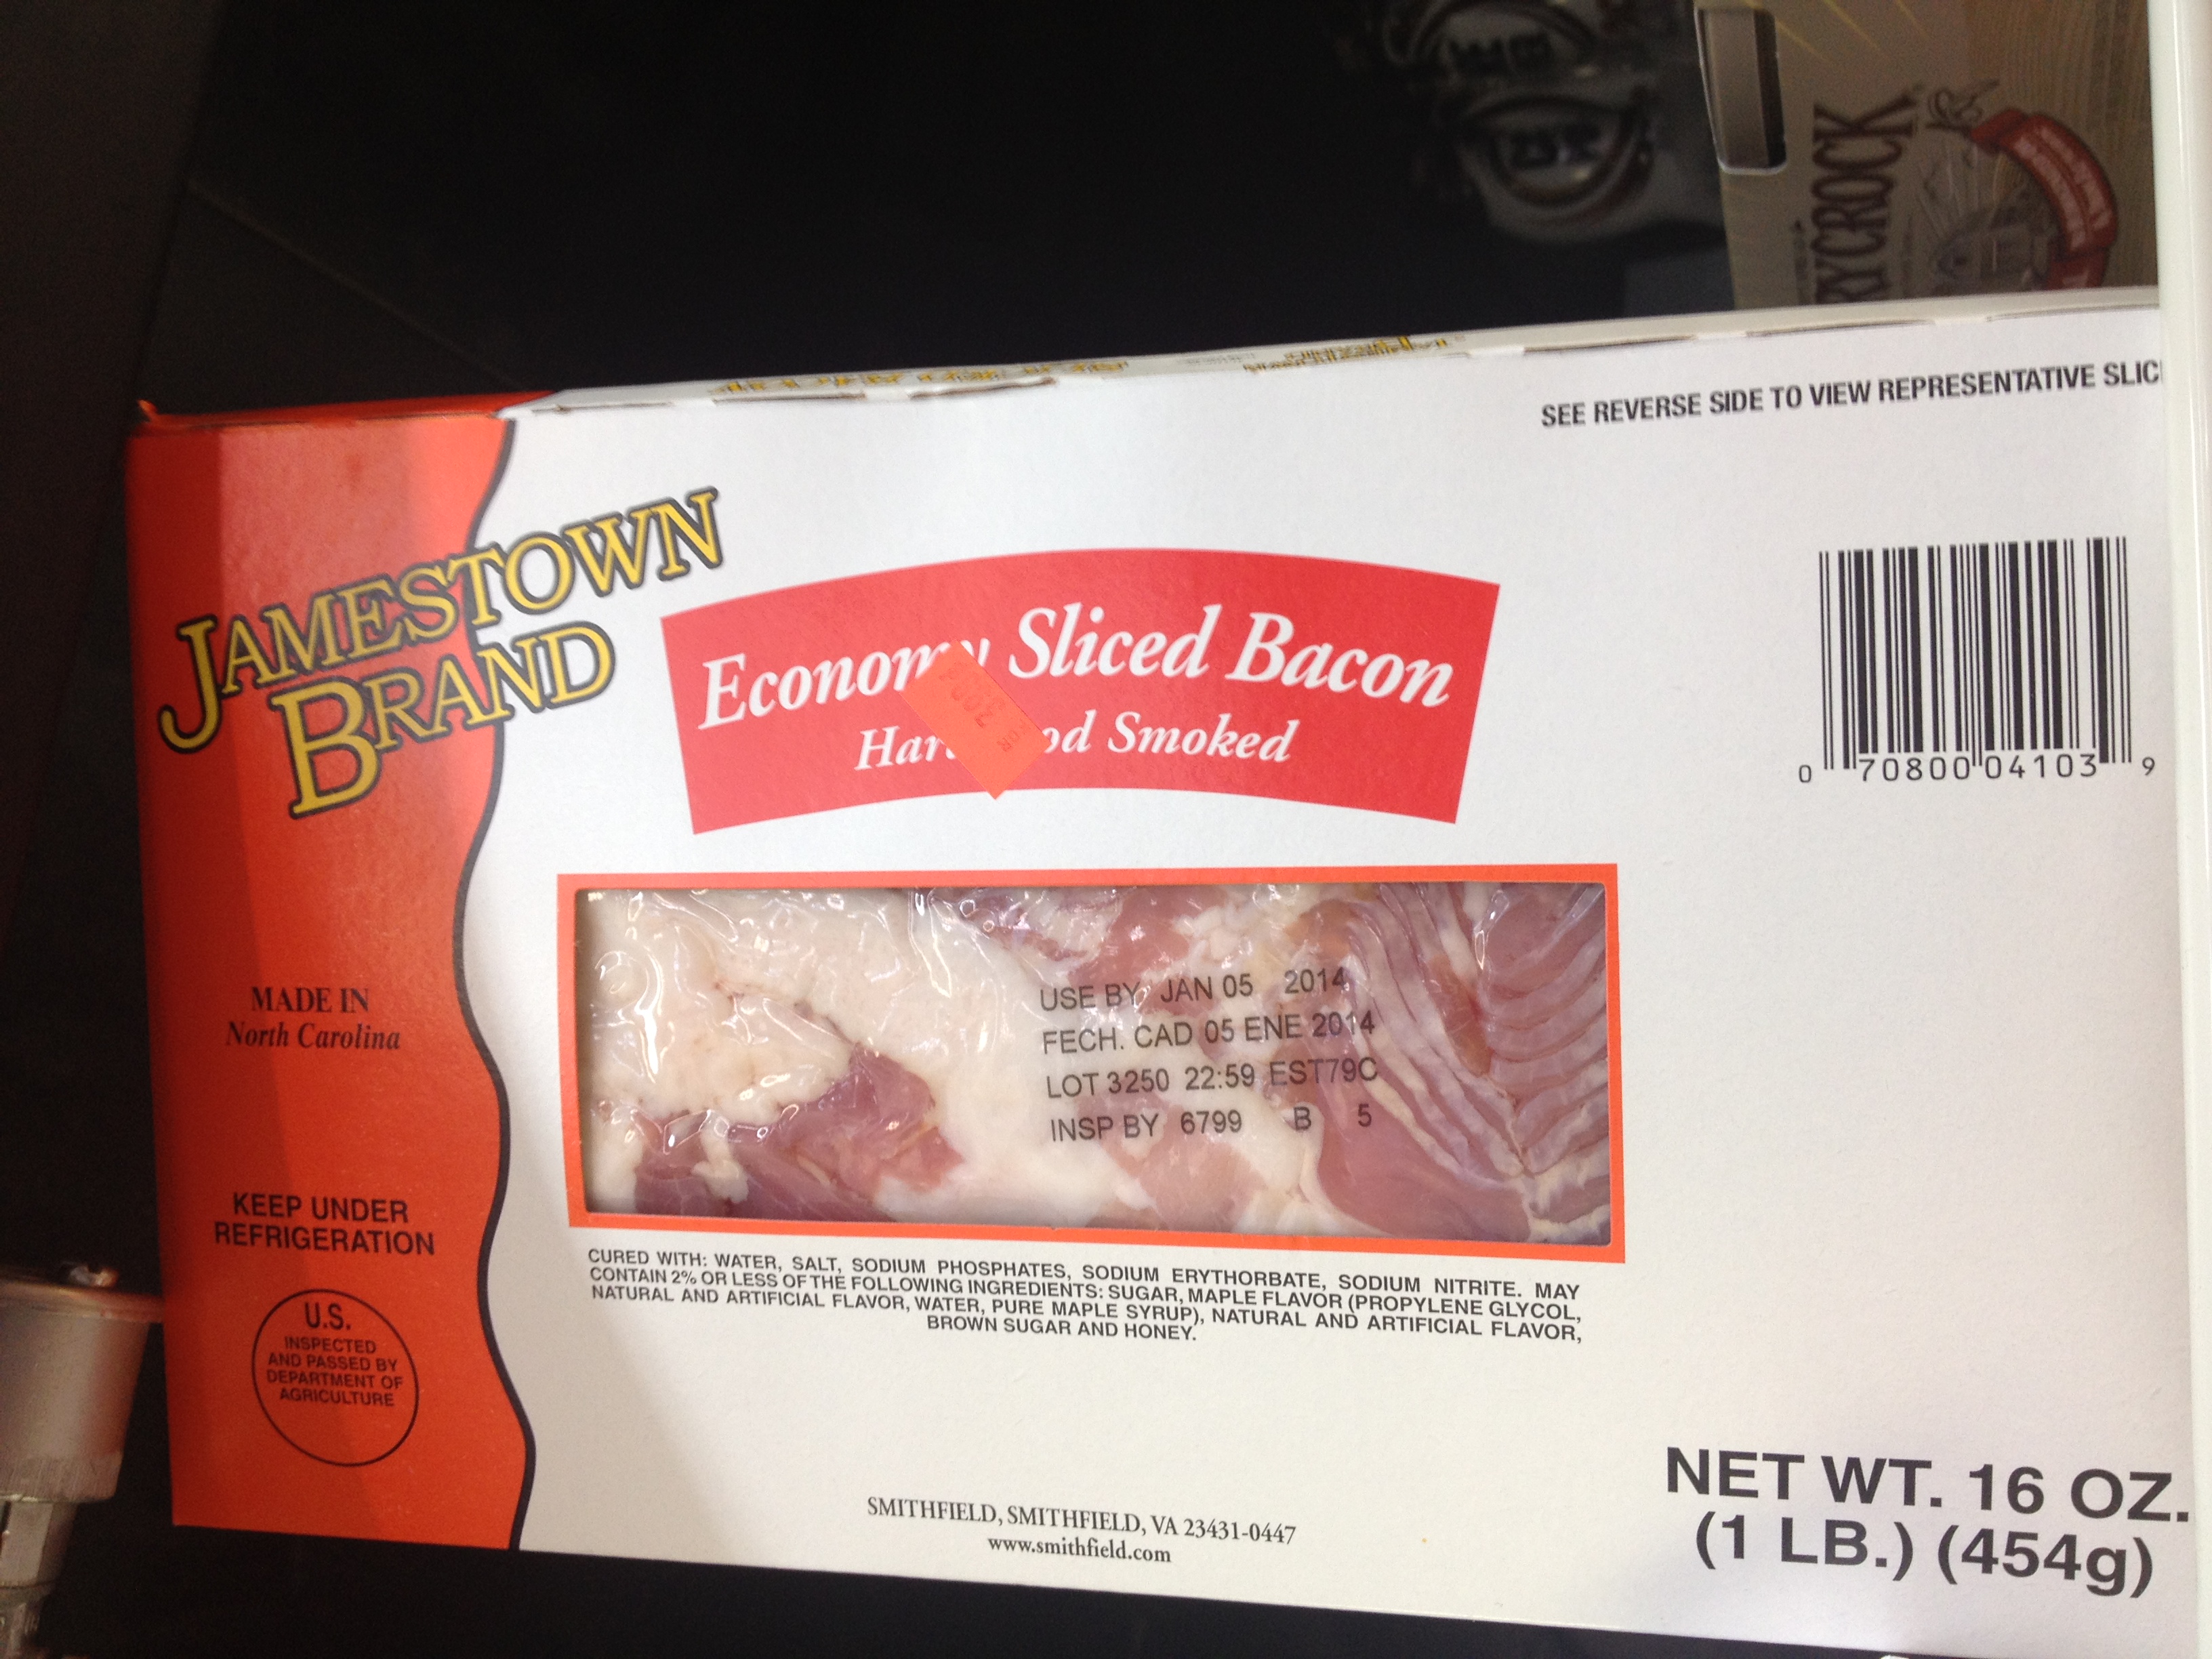 RYCROCK
SEE REVERSE SIDE TO VIEW REPRESENTATIVE SLIC
JAMESTOWN
BRAND
Economy Sliced Bacon
Har od Smoked
0 70800 04103 9
USE BY JAN 05 2014
FECH. CAD 05 ENE 2014
LOT 3250 22:59 EST79C
INSP BY 6799 B 5
MADE IN
North Carolina
KEEP UNDER
REFRIGERATION
U.S.
INSPECTED
AND PASSED BY
DEPARTMENT OF
AGRICULTURE
CURED WITH: WATER, SALT, SODIUM PHOSPHATES, SODIUM ERYTHORBATE, SODIUM NITRITE. MAY
CONTAIN 2% OR LESS OF THE FOLLOWING INGREDIENTS: SUGAR, MAPLE FLAVOR (PROPYLENE GLYCOL,
NATURAL AND ARTIFICIAL FLAVOR, WATER, PURE MAPLE SYRUP), NATURAL AND ARTIFICIAL FLAVOR,
BROWN SUGAR AND HONEY.
SMITHFIELD, SMITHFIELD, VA 23431-0447
www.smithfield.com
NET WT. 16 OZ.
(1 LB.) (454g)